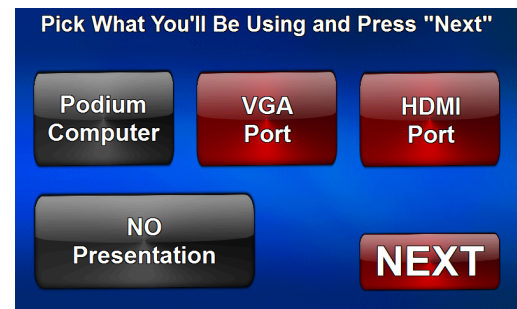 Pick What You'll Be Using and Press "Next"
Podium
Computer
VGA
Port
HDMI
Port
NO
Presentation
NEXT